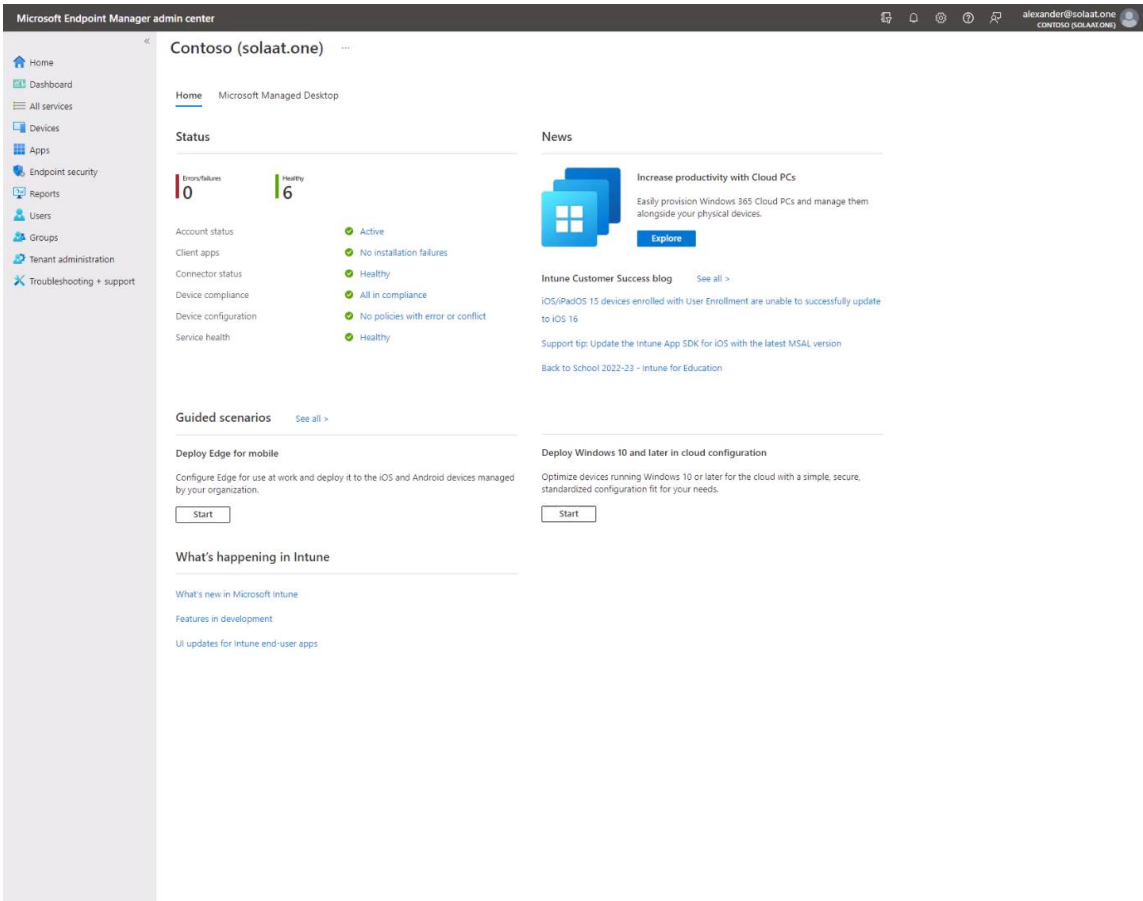 Microsoft Endpoint Manager admin center
alexander@solaat.one
CONTOSO (SOLAAT.ONE)
«
Home
Dashboard
All services
Devices
Apps
Endpoint security
Reports
Users
Groups
Tenant administration
Troubleshooting + support
Contoso (solaat.one) ...
Home Microsoft Managed Desktop
Status
Errors/failures
0
Healthy
6
Account status Active
Client apps No installation failures
Connector status Healthy
Device compliance All in compliance
Device configuration No policies with error or conflict
Service health Healthy
News
Increase productivity with Cloud PCs
Easily provision Windows 365 Cloud PCs and manage them
alongside your physical devices.
Explore
Intune Customer Success blog See all >
iOS/iPadOS 15 devices enrolled with User Enrollment are unable to successfully update
to iOS 16
Support tip: Update the Intune App SDK for iOS with the latest MSAL version
Back to School 2022-23 - Intune for Education
Guided scenarios See all >
Deploy Edge for mobile
Configure Edge for use at work and deploy it to the iOS and Android devices managed
by your organization.
Start
Deploy Windows 10 and later in cloud configuration
Optimize devices running Windows 10 or later for the cloud with a simple, secure,
standardized configuration fit for your needs.
Start
What's happening in Intune
What's new in Microsoft Intune
Features in development
UI updates for Intune end-user apps